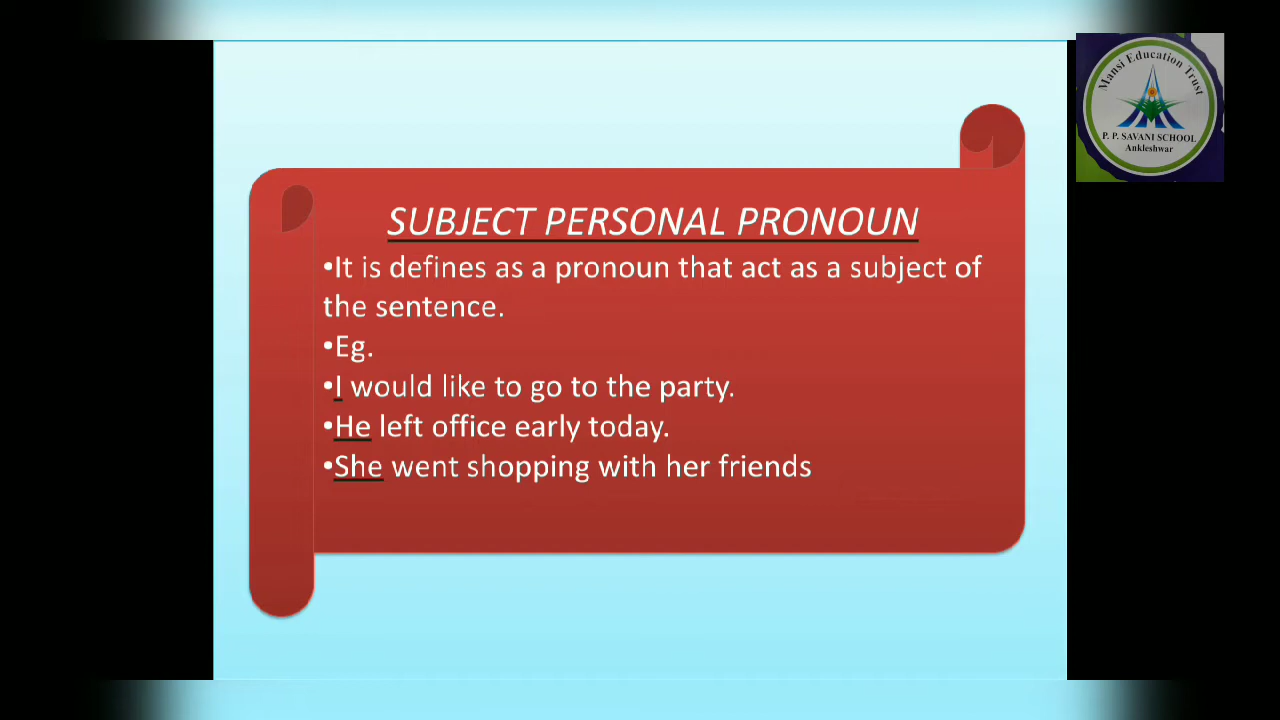 Mansi Education Trust
P. P. SAVANI SCHOOL
Ankleshwar
SUBJECT PERSONAL PRONOUN
•It is defines as a pronoun that act as a subject of
the sentence.
•Eg.
•I would like to go to the party.
•He left office early today.
•She went shopping with her friends